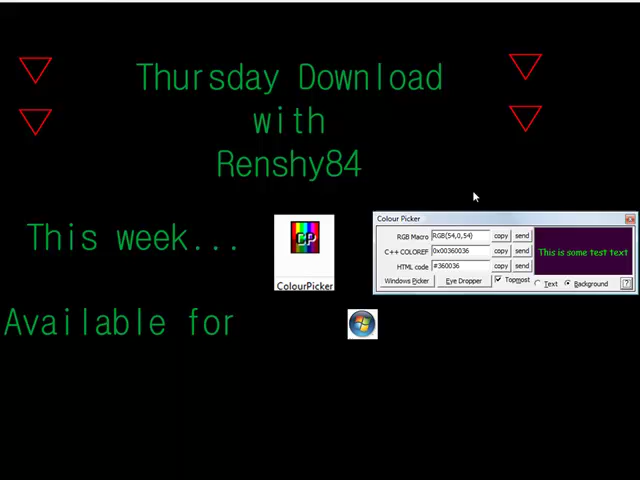 Thursday Download
with
Renshy84
This week...
CP
ColourPicker
Colour Picker
RGB Macro RGB(54,0,54) copy send
C++ COLOREF 0x00360036 copy send
HTML code #360036 copy send
This is some test text
Windows Picker Eye Dropper Topmost Text Background ?
Available for